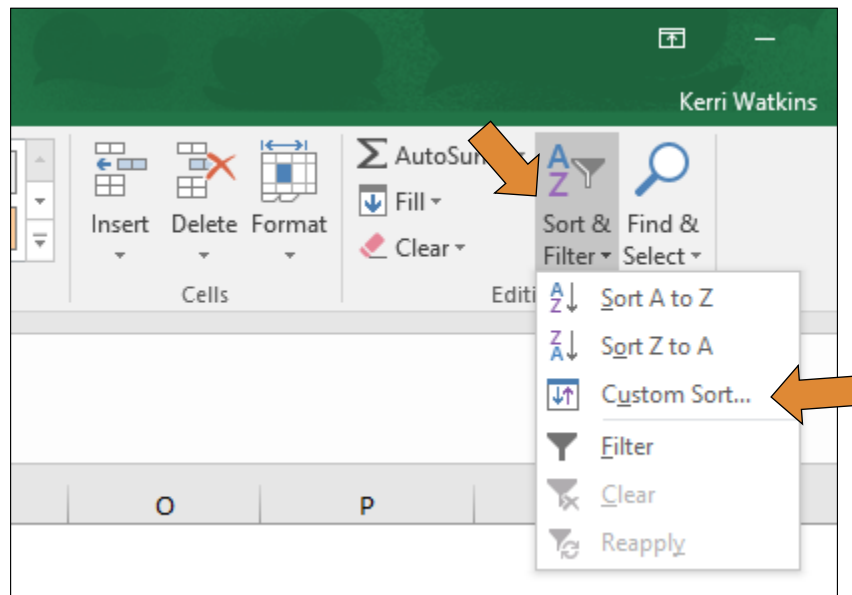 Kerri Watkins
Insert Delete Format
Cells
Fill
Clear
Sort &
Filter
Find &
Select
Sort A to Z
Sort Z to A
Custom Sort...
Filter
Clear
Reapply
O P